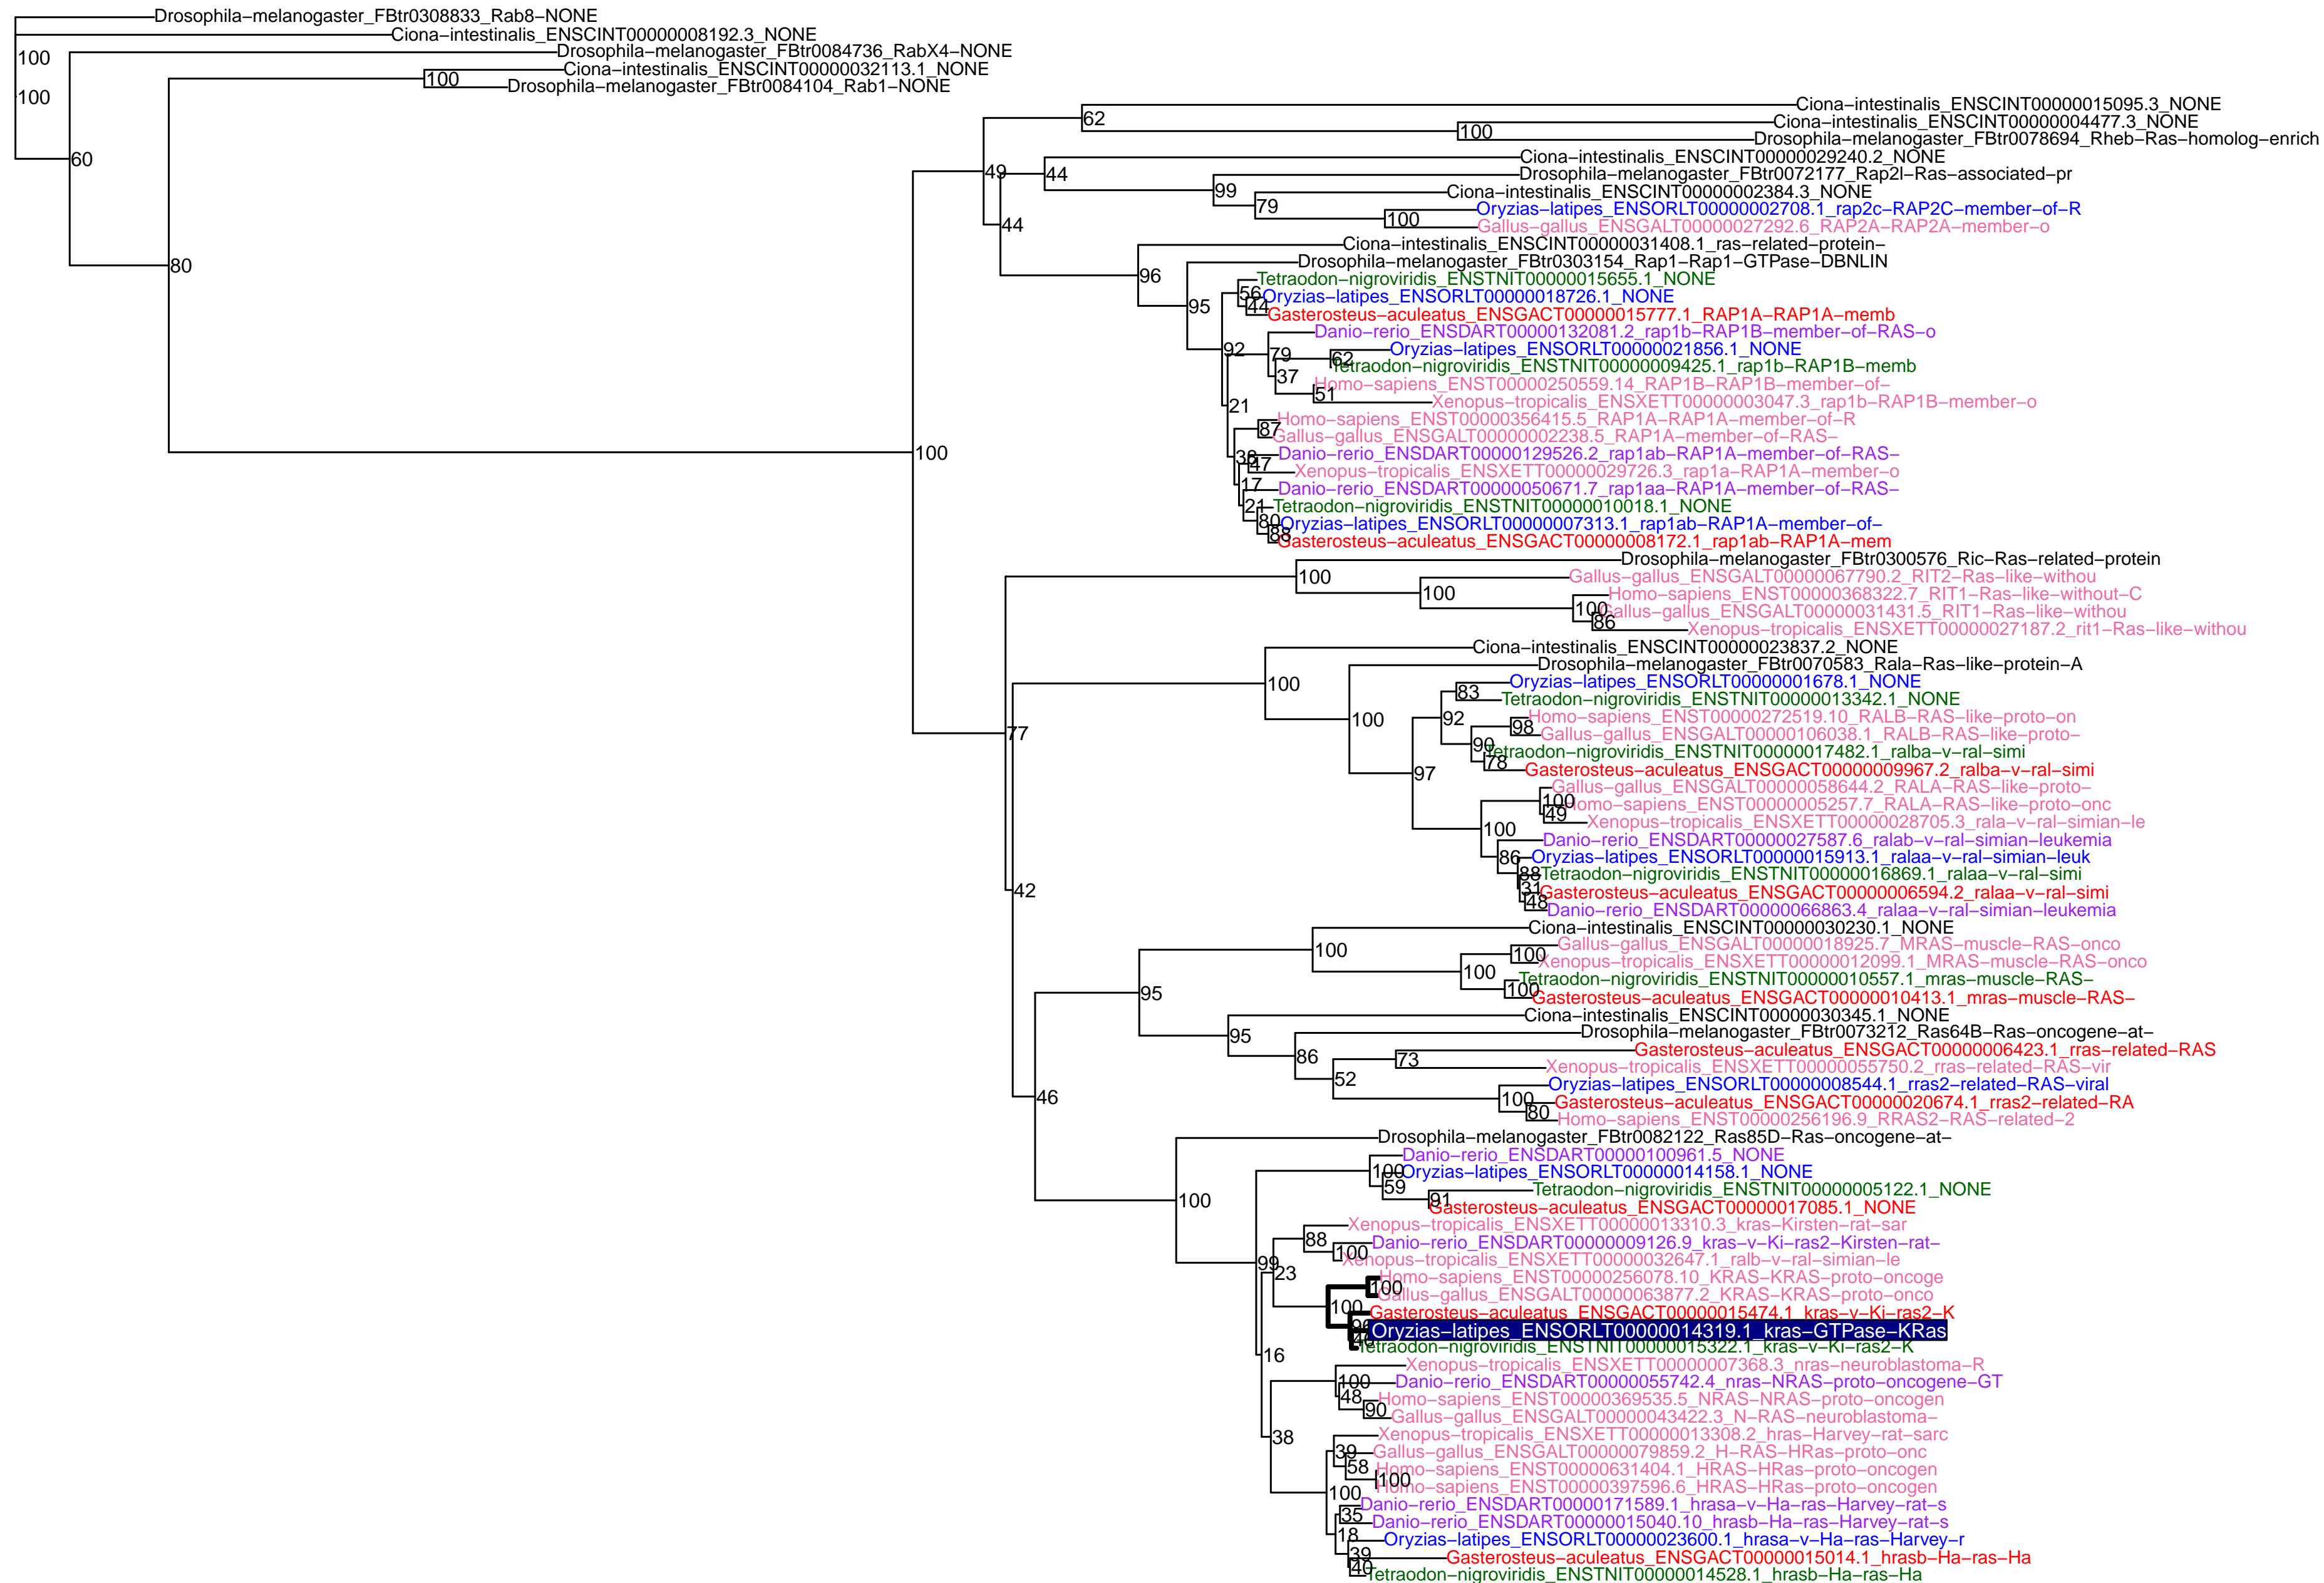 Drosophila−melanogaster_FBtr0308833_Rab8−NONE
Ciona−intestinalis_ENSCINT00000008192.3_NONE
Drosophila−melanogaster_FBtr0084736_RabX4−NONE
100
Ciona−intestinalis_ENSCINT00000032113.1_NONE
100
Drosophila−melanogaster_FBtr0084104_Rab1−NONE
100
Ciona−intestinalis_ENSCINT00000015095.3_NONE
62
Ciona−intestinalis_ENSCINT00000004477.3_NONE
100
Drosophila−melanogaster_FBtr0078694_Rheb−Ras−homolog−enrich
60
Ciona−intestinalis_ENSCINT00000029240.2_NONE
49
44
Drosophila−melanogaster_FBtr0072177_Rap2l−Ras−associated−pr
99
Ciona−intestinalis_ENSCINT00000002384.3_NONE
79
Oryzias−latipes_ENSORLT00000002708.1_rap2c−RAP2C−member−of−R
100
Gallus−gallus_ENSGALT00000027292.6_RAP2A−RAP2A−member−o
44
Ciona−intestinalis_ENSCINT00000031408.1_ras−related−protein−
80
Drosophila−melanogaster_FBtr0303154_Rap1−Rap1−GTPase−DBNLIN
96
Tetraodon−nigroviridis_ENSTNIT00000015655.1_NONE
56
Oryzias−latipes_ENSORLT00000018726.1_NONE
95
44
Gasterosteus−aculeatus_ENSGACT00000015777.1_RAP1A−RAP1A−memb
Danio−rerio_ENSDART00000132081.2_rap1b−RAP1B−member−of−RAS−o
92
79
Oryzias−latipes_ENSORLT00000021856.1_NONE
62
Tetraodon−nigroviridis_ENSTNIT00000009425.1_rap1b−RAP1B−memb
37
Homo−sapiens_ENST00000250559.14_RAP1B−RAP1B−member−of−
51
Xenopus−tropicalis_ENSXETT00000003047.3_rap1b−RAP1B−member−o
21
Homo−sapiens_ENST00000356415.5_RAP1A−RAP1A−member−of−R
87
Gallus−gallus_ENSGALT00000002238.5_RAP1A−member−of−RAS−
100
Danio−rerio_ENSDART00000129526.2_rap1ab−RAP1A−member−of−RAS−
47
Xenopus−tropicalis_ENSXETT00000029726.3_rap1a−RAP1A−member−o
17
Danio−rerio_ENSDART00000050671.7_rap1aa−RAP1A−member−of−RAS−
21
Tetraodon−nigroviridis_ENSTNIT00000010018.1_NONE
80
Oryzias−latipes_ENSORLT00000007313.1_rap1ab−RAP1A−member−of−
88
Gasterosteus−aculeatus_ENSGACT00000008172.1_rap1ab−RAP1A−mem
Drosophila−melanogaster_FBtr0300576_Ric−Ras−related−protein
100
Gallus−gallus_ENSGALT00000067790.2_RIT2−Ras−like−withou
100
Homo−sapiens_ENST00000368322.7_RIT1−Ras−like−without−C
100
Gallus−gallus_ENSGALT00000031431.5_RIT1−Ras−like−withou
86
Xenopus−tropicalis_ENSXETT00000027187.2_rit1−Ras−like−withou
Ciona−intestinalis_ENSCINT00000023837.2_NONE
Drosophila−melanogaster_FBtr0070583_Rala−Ras−like−protein−A
100
Oryzias−latipes_ENSORLT00000001678.1_NONE
83
Tetraodon−nigroviridis_ENSTNIT00000013342.1_NONE
100
92
Homo−sapiens_ENST00000272519.10_RALB−RAS−like−proto−on
98
Gallus−gallus_ENSGALT00000106038.1_RALB−RAS−like−proto−
77
90
Tetraodon−nigroviridis_ENSTNIT00000017482.1_ralba−v−ral−simi
78
Gasterosteus−aculeatus_ENSGACT00000009967.2_ralba−v−ral−simi
97
Gallus−gallus_ENSGALT00000058644.2_RALA−RAS−like−proto−
100
Homo−sapiens_ENST00000005257.7_RALA−RAS−like−proto−onc
49
Xenopus−tropicalis_ENSXETT00000028705.3_rala−v−ral−simian−le
100
Danio−rerio_ENSDART00000027587.6_ralab−v−ral−simian−leukemia
86
Oryzias−latipes_ENSORLT00000015913.1_ralaa−v−ral−simian−leuk
88
Tetraodon−nigroviridis_ENSTNIT00000016869.1_ralaa−v−ral−simi
42
31
Gasterosteus−aculeatus_ENSGACT00000006594.2_ralaa−v−ral−simi
48
Danio−rerio_ENSDART00000066863.4_ralaa−v−ral−simian−leukemia
Ciona−intestinalis_ENSCINT00000030230.1_NONE
100
Gallus−gallus_ENSGALT00000018925.7_MRAS−muscle−RAS−onco
100
Xenopus−tropicalis_ENSXETT00000012099.1_MRAS−muscle−RAS−onco
100
Tetraodon−nigroviridis_ENSTNIT00000010557.1_mras−muscle−RAS−
95
100
Gasterosteus−aculeatus_ENSGACT00000010413.1_mras−muscle−RAS−
Ciona−intestinalis_ENSCINT00000030345.1_NONE
95
Drosophila−melanogaster_FBtr0073212_Ras64B−Ras−oncogene−at−
86
Gasterosteus−aculeatus_ENSGACT00000006423.1_rras−related−RAS
73
Xenopus−tropicalis_ENSXETT00000055750.2_rras−related−RAS−vir
52
Oryzias−latipes_ENSORLT00000008544.1_rras2−related−RAS−viral
46
100
Gasterosteus−aculeatus_ENSGACT00000020674.1_rras2−related−RA
80
Homo−sapiens_ENST00000256196.9_RRAS2−RAS−related−2
Drosophila−melanogaster_FBtr0082122_Ras85D−Ras−oncogene−at−
Danio−rerio_ENSDART00000100961.5_NONE
100
Oryzias−latipes_ENSORLT00000014158.1_NONE
59
Tetraodon−nigroviridis_ENSTNIT00000005122.1_NONE
100
91
Gasterosteus−aculeatus_ENSGACT00000017085.1_NONE
Xenopus−tropicalis_ENSXETT00000013310.3_kras−Kirsten−rat−sar
88
Danio−rerio_ENSDART00000009126.9_kras−v−Ki−ras2−Kirsten−rat−
100
Xenopus−tropicalis_ENSXETT00000032647.1_ralb−v−ral−simian−le
99
23
Homo−sapiens_ENST00000256078.10_KRAS−KRAS−proto−oncoge
100
Gallus−gallus_ENSGALT00000063877.2_KRAS−KRAS−proto−onco
100
Gasterosteus−aculeatus_ENSGACT00000015474.1_kras−v−Ki−ras2−K
Oryzias−latipes_ENSORLT00000014319.1_kras−GTPase−KRas
Tetraodon−nigroviridis_ENSTNIT00000015322.1_kras−v−Ki−ras2−K
16
Xenopus−tropicalis_ENSXETT00000007368.3_nras−neuroblastoma−R
100
Danio−rerio_ENSDART00000055742.4_nras−NRAS−proto−oncogene−GT
48
Homo−sapiens_ENST00000369535.5_NRAS−NRAS−proto−oncogen
90
Gallus−gallus_ENSGALT00000043422.3_N−RAS−neuroblastoma−
38
Xenopus−tropicalis_ENSXETT00000013308.2_hras−Harvey−rat−sarc
39
Gallus−gallus_ENSGALT00000079859.2_H−RAS−HRas−proto−onc
58
Homo−sapiens_ENST00000631404.1_HRAS−HRas−proto−oncogen
100
Homo−sapiens_ENST00000397596.6_HRAS−HRas−proto−oncogen
100
Danio−rerio_ENSDART00000171589.1_hrasa−v−Ha−ras−Harvey−rat−s
35
Danio−rerio_ENSDART00000015040.10_hrasb−Ha−ras−Harvey−rat−s
18
Oryzias−latipes_ENSORLT00000023600.1_hrasa−v−Ha−ras−Harvey−r
39
Gasterosteus−aculeatus_ENSGACT00000015014.1_hrasb−Ha−ras−Ha
40
Tetraodon−nigroviridis_ENSTNIT00000014528.1_hrasb−Ha−ras−Ha